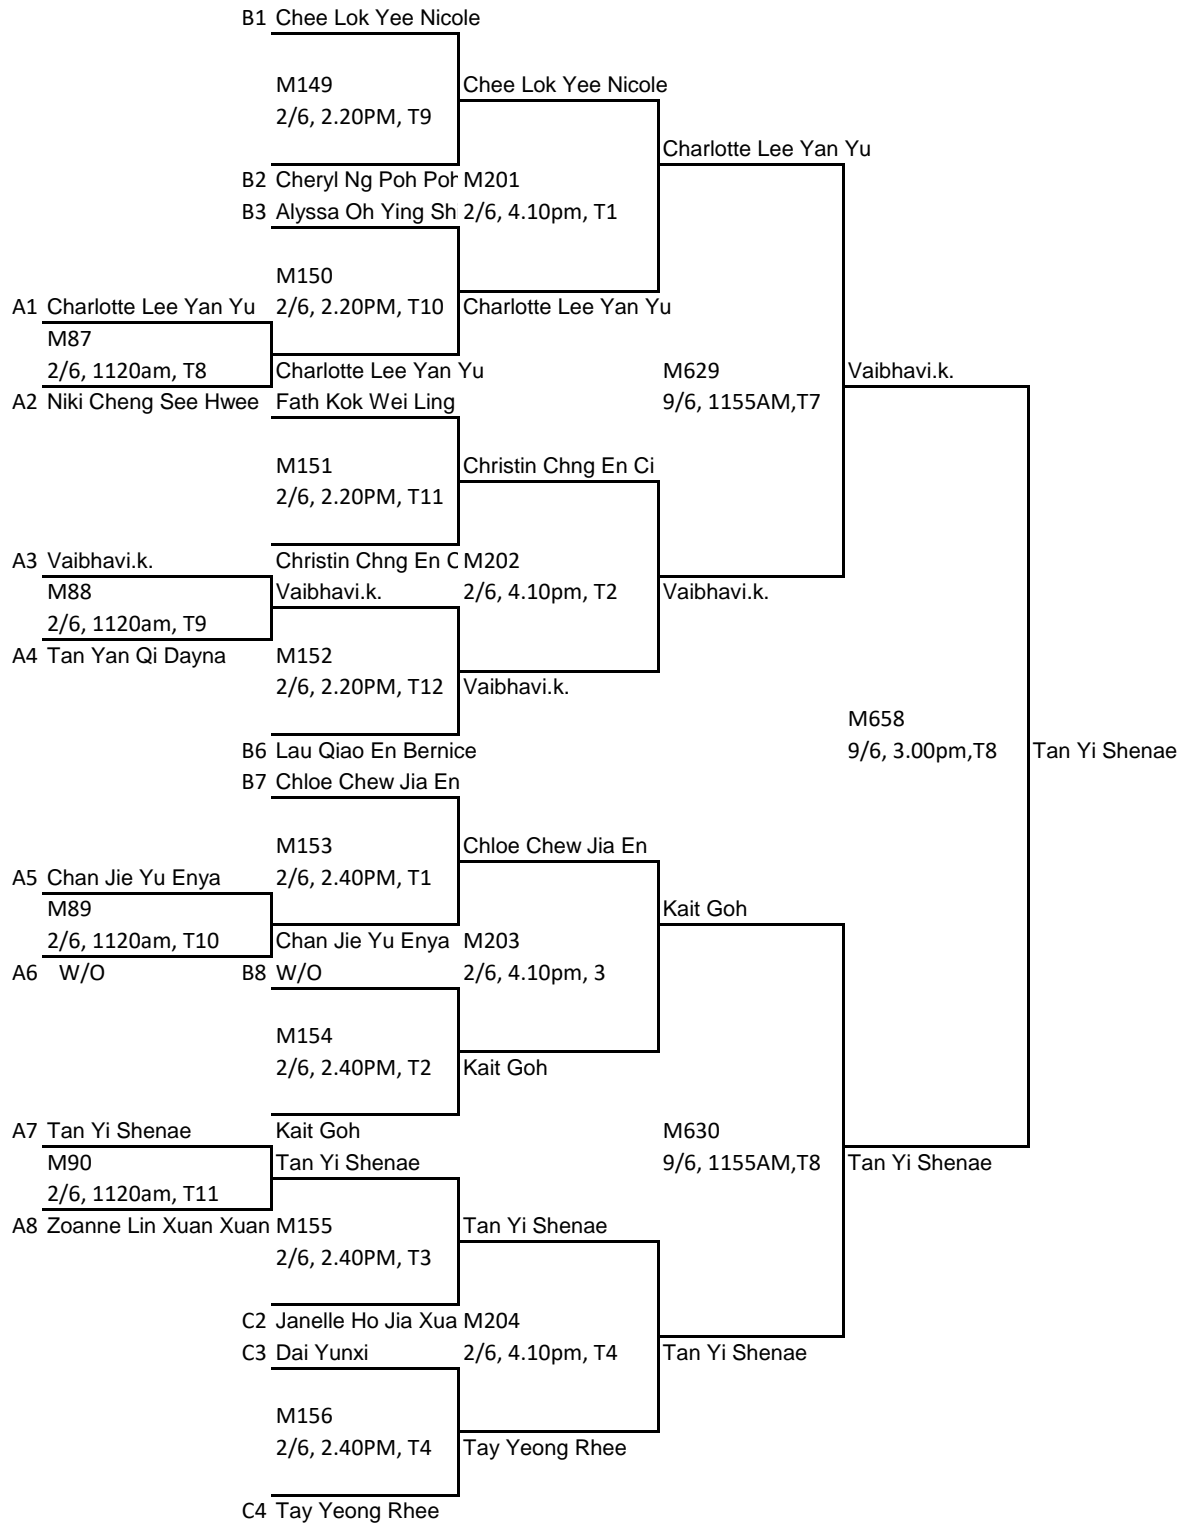 B1 Chee Lok Yee Nicole
M149 Chee Lok Yee Nicole
2/6, 2.20PM, T9
Charlotte Lee Yan Yu
B2 Cheryl Ng Poh Poh M201
B3 Alyssa Oh Ying Shi 2/6, 4.10pm, T1
M150
A1 Charlotte Lee Yan Yu 2/6, 2.20PM, T10 Charlotte Lee Yan Yu
M87
2/6, 1120am, T8 Charlotte Lee Yan Yu M629 Vaibhavi.k.
A2 Niki Cheng See Hwee Fath Kok Wei Ling 9/6, 1155AM,T7
M151 Christin Chng En Ci
2/6, 2.20PM, T11
A3 Vaibhavi.k. Christin Chng En C M202
M88 Vaibhavi.k. 2/6, 4.10pm, T2 Vaibhavi.k.
2/6, 1120am, T9
A4 Tan Yan Qi Dayna M152
2/6, 2.20PM, T12 Vaibhavi.k.
M658
B6 Lau Qiao En Bernice 9/6, 3.00pm,T8 Tan Yi Shenae
B7 Chloe Chew Jia En
M153 Chloe Chew Jia En
A5 Chan Jie Yu Enya 2/6, 2.40PM, T1
M89 Kait Goh
2/6, 1120am, T10 Chan Jie Yu Enya M203
A6 W/O B8 W/O 2/6, 4.10pm, 3
M154
2/6, 2.40PM, T2 Kait Goh
A7 Tan Yi Shenae Kait Goh M630
M90 Tan Yi Shenae 9/6, 1155AM,T8 Tan Yi Shenae
2/6, 1120am, T11
A8 Zoanne Lin Xuan Xuan M155 Tan Yi Shenae
2/6, 2.40PM, T3
C2 Janelle Ho Jia Xua M204
C3 Dai Yunxi 2/6, 4.10pm, T4 Tan Yi Shenae
M156
2/6, 2.40PM, T4 Tay Yeong Rhee
C4 Tay Yeong Rhee